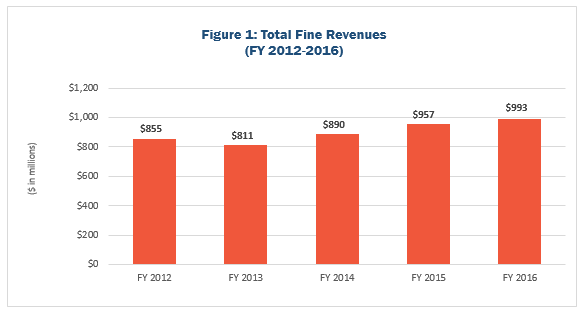 Figure 1: Total Fine Revenues
(FY 2012-2016)
($ in millions)
$1,200
$1,000
$800
$600
$400
$200
$0
$855
$811
$890
$957
$993
FY 2012
FY 2013
FY 2014
FY 2015
FY 2016